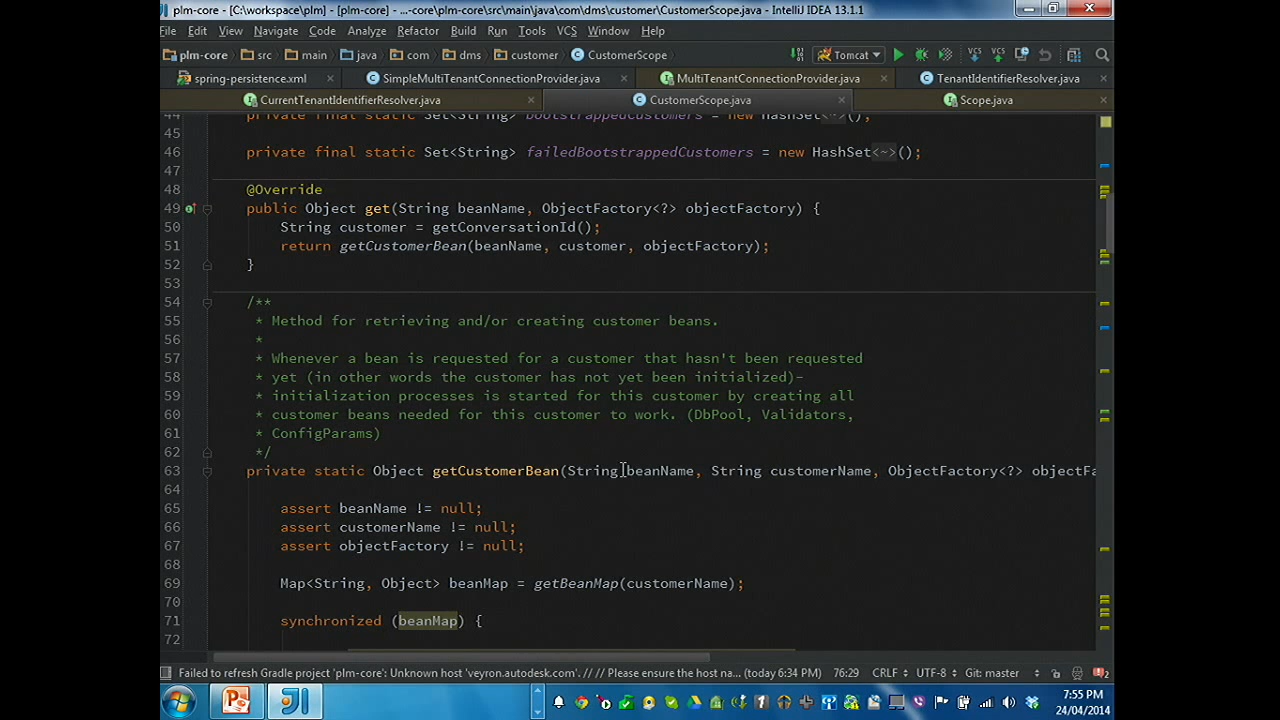 plm-core - [C:\workspace\plm] - [plm-core] - ...-core\plm-core\src\main\java\com\dms\customer\CustomerScope.java - IntelliJ IDEA 13.1.1
File Edit View Navigate Code Analyze Refactor Build Run Tools VCS Window Help
plm-core src main java com dms customer CustomerScope Tomcat
spring-persistence.xml SimpleMultiTenantConnectionProvider.java MultiTenantConnectionProvider.java TenantIdentifierResolver.java
CurrentTenantIdentifierResolver.java CustomerScope.java Scope.java
44 private final static Set<String> bootstrappedCustomers = new HashSet<~>();
45
46 private final static Set<String> failedBootstrappedCustomers = new HashSet<~>();
47
48 @Override
49 public Object get(String beanName, ObjectFactory<?> objectFactory) {
50 String customer = getConversationId();
51 return getCustomerBean(beanName, customer, objectFactory);
52 }
53
54 /**
55 * Method for retrieving and/or creating customer beans.
56 *
57 * Whenever a bean is requested for a customer that hasn't been requested
58 * yet (in other words the customer has not yet been initialized)-
59 * initialization processes is started for this customer by creating all
60 * customer beans needed for this customer to work. (DbPool, Validators,
61 * ConfigParams)
62 */
63 private static Object getCustomerBean(String beanName, String customerName, ObjectFactory<?> objectFa
64
65 assert beanName != null;
66 assert customerName != null;
67 assert objectFactory != null;
68
69 Map<String, Object> beanMap = getBeanMap(customerName);
70
71 synchronized (beanMap) {
72
Failed to refresh Gradle project 'plm-core': Unknown host 'veyron.autodesk.com'. // // Please ensure the host na... (today 6:34 PM) 76:29 CRLF UTF-8 Git: master
7:55 PM
24/04/2014